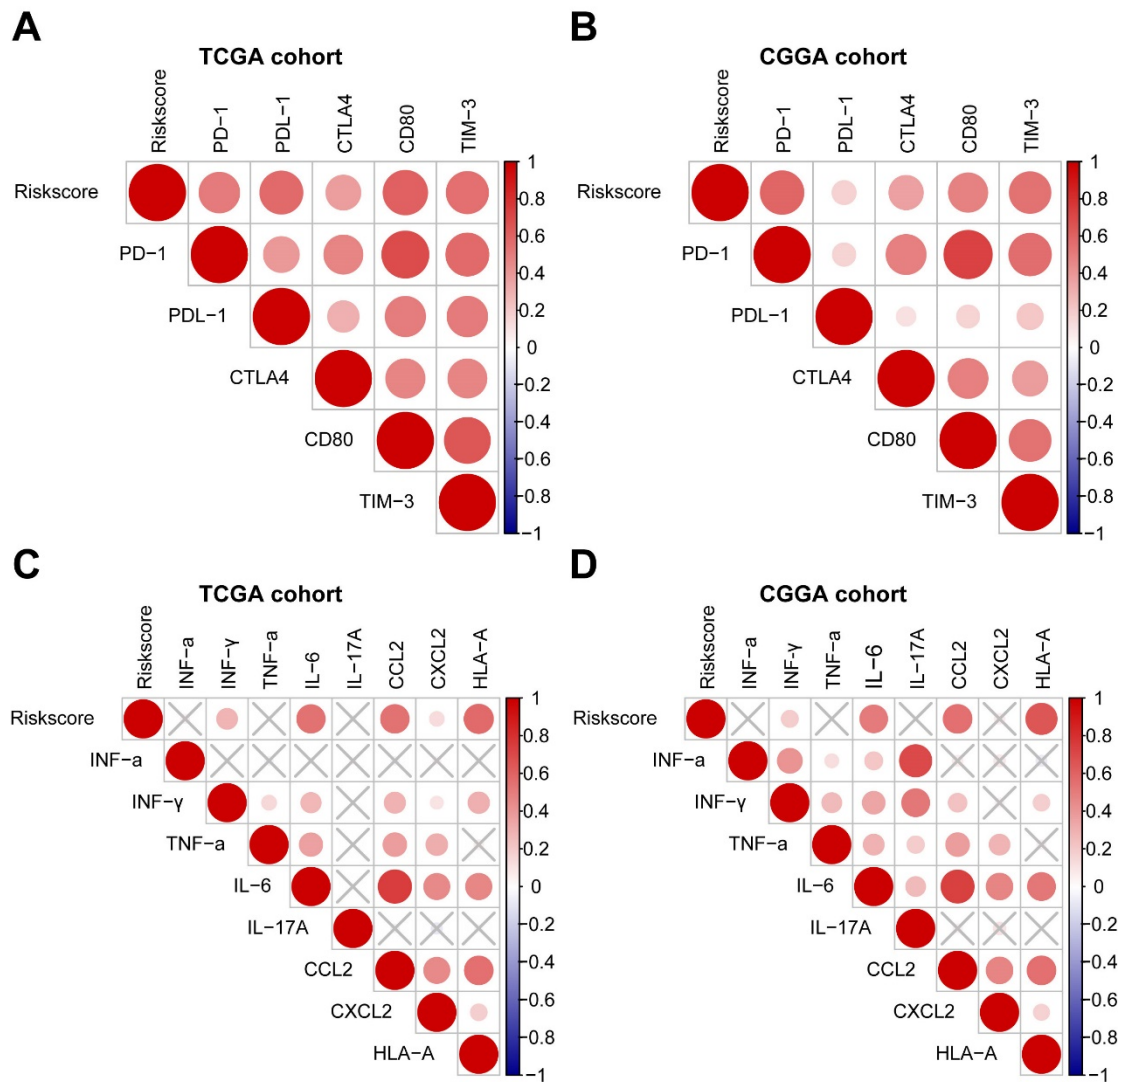 A
TCGA cohort
Riskscore PD−1 PDL−1 CTLA4 CD80 TIM−3
Riskscore
PD−1
PDL−1
CTLA4
CD80
TIM−3
1
0.8
0.6
0.4
0.2
0
−0.2
−0.4
−0.6
−0.8
−1
B
CGGA cohort
Riskscore PD−1 PDL−1 CTLA4 CD80 TIM−3
Riskscore
PD−1
PDL−1
CTLA4
CD80
TIM−3
1
0.8
0.6
0.4
0.2
0
−0.2
−0.4
−0.6
−0.8
−1
C
TCGA cohort
Riskscore INF−a INF−γ TNF−a IL−6 IL−17A CCL2 CXCL2 HLA−A
Riskscore
INF−a
INF−γ
TNF−a
IL−6
IL−17A
CCL2
CXCL2
HLA−A
1
0.8
0.6
0.4
0.2
0
−0.2
−0.4
−0.6
−0.8
−1
D
CGGA cohort
Riskscore INF−a INF-γ TNF−a IL−6 IL−17A CCL2 CXCL2 HLA−A
Riskscore
INF−a
INF−γ
TNF−a
IL−6
IL−17A
CCL2
CXCL2
HLA−A
1
0.8
0.6
0.4
0.2
0
−0.2
−0.4
−0.6
−0.8
−1